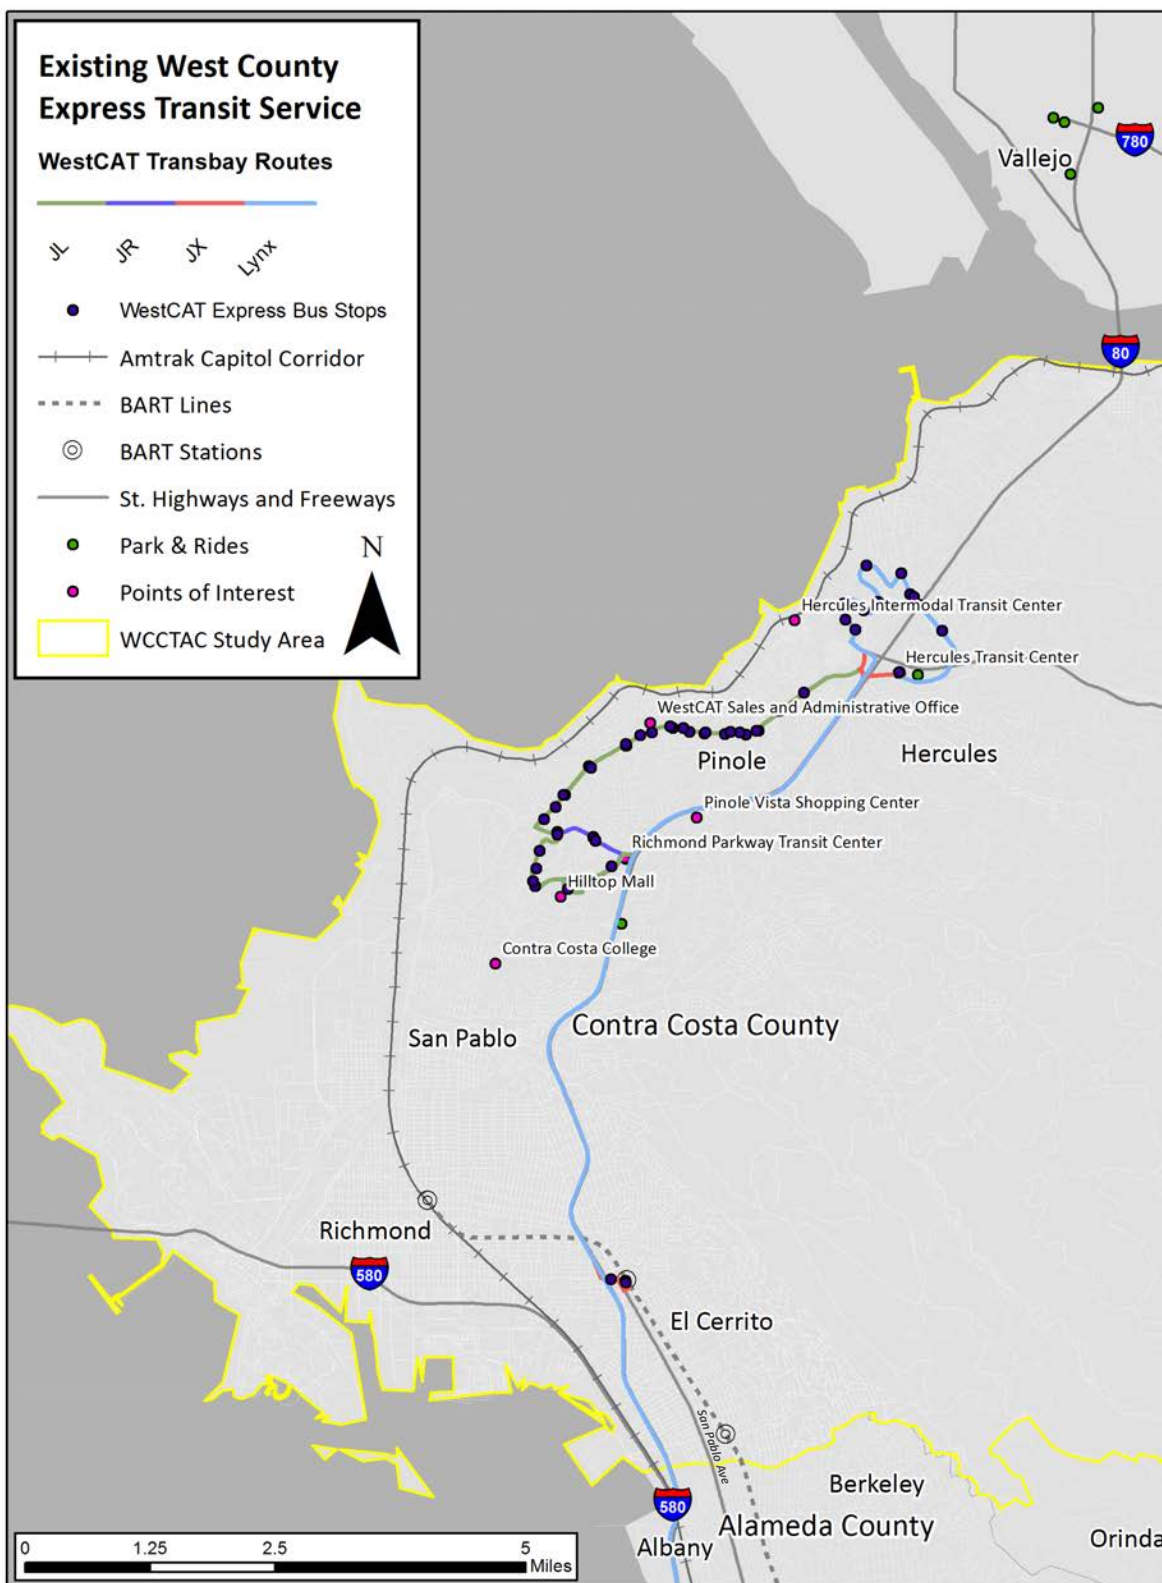 Existing West County
Express Transit Service
WestCAT Transbay Routes
JL
JR
JX
Lynx
WestCAT Express Bus Stops
Amtrak Capitol Corridor
BART Lines
BART Stations
St. Highways and Freeways
Park & Rides
Points of Interest
WCCTAC Study Area
N
Vallejo
780
80
Hercules Intermodal Transit Center
Hercules Transit Center
WestCAT Sales and Administrative Office
Pinole
Hercules
Pinole Vista Shopping Center
Richmond Parkway Transit Center
Hilltop Mall
Contra Costa College
San Pablo
Contra Costa County
Richmond
580
El Cerrito
San Pablo Ave
Berkeley
580
Alameda County
Albany
Orinda
0
1.25
2.5
5
Miles